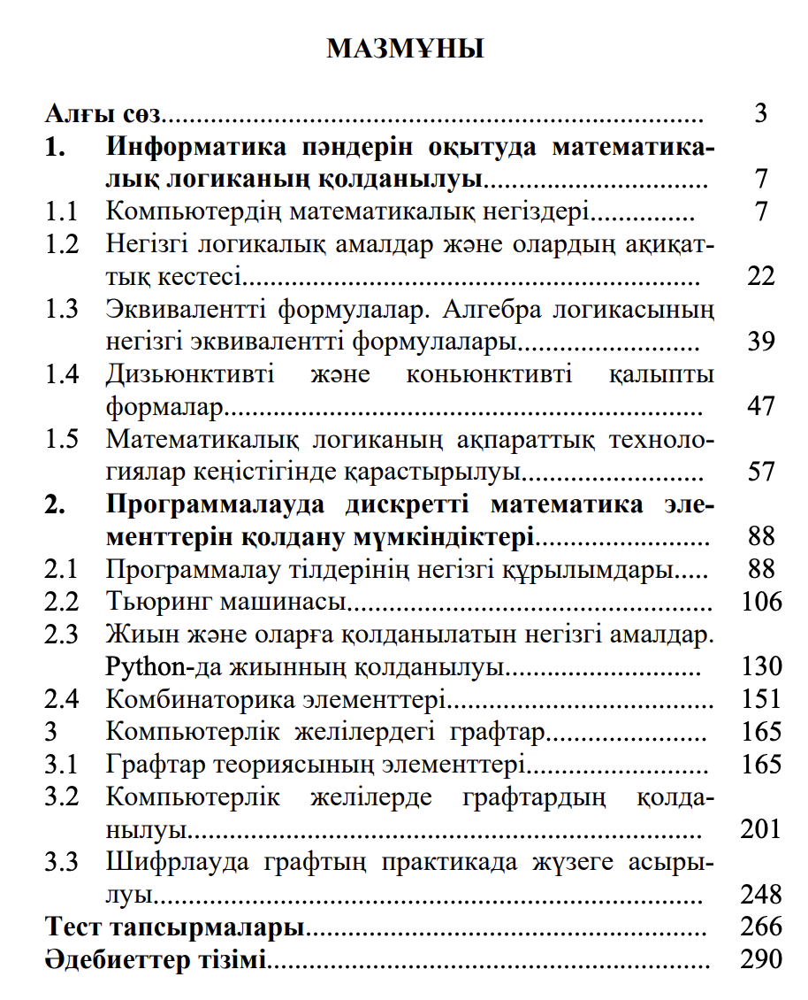 МАЗМҰНЫ
Алғы сөз.................................................................. 3
1. Информатика пәндерін оқытуда математика-
лық логиканың қолданылуы........................... 7
1.1 Компьютердің математикалық негіздері............... 7
1.2 Негізгі логикалық амалдар және олардың ақиқат-
тық кестесі........................................................ 22
1.3 Эквивалентті формулалар. Алгебра логикасының
негізгі эквивалентті формулалары...................... 39
1.4 Дизьюнктивті және коньюнктивті қалыпты
формалар.......................................................... 47
1.5 Математикалық логиканың ақпараттық техноло-
гиялар кеңістігінде қарастырылуы...................... 57
2. Программалауда дискретті математика эле-
менттерін қолдану мүмкіндіктері..................... 88
2.1 Программалау тілдерінің негізгі құрылымдары..... 88
2.2 Тьюринг машинасы............................................ 106
2.3 Жиын және оларға қолданылатын негізгі амалдар.
Python-да жиынның қолданылуы........................ 130
2.4 Комбинаторика элементтері................................ 151
3 Компьютерлік желілердегі графтар.................... 165
3.1 Графтар теориясының элементтері...................... 165
3.2 Компьютерлік желілерде графтардың қолда-
нылуы............................................................... 201
3.3 Шифрлауда графтың практикада жүзеге асыры-
луы................................................................... 248
Тест тапсырмалары................................................ 266
Әдебиеттер тізімі..................................................... 290